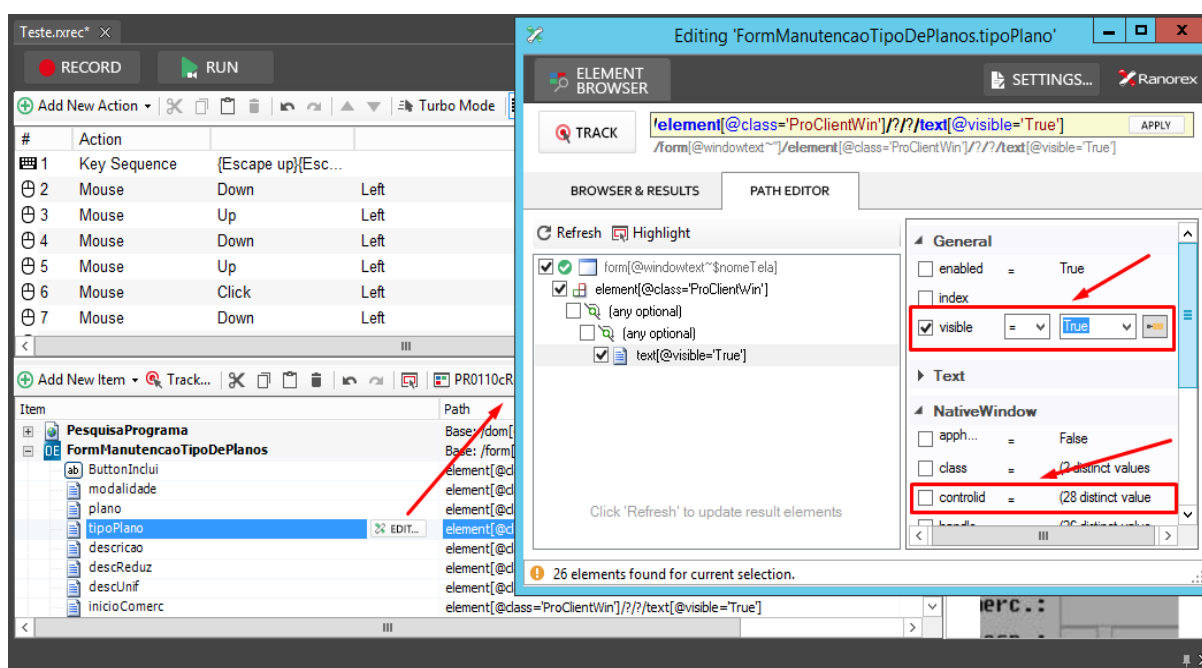 Teste.rxrec*
RECORD RUN
Add New Action Turbo Mode
# Action
1 Key Sequence {Escape up}{Esc...
2 Mouse Down Left
3 Mouse Up Left
4 Mouse Down Left
5 Mouse Up Left
6 Mouse Click Left
7 Mouse Down Left
Add New Item Track... PR0110cR
Item Path
PesquisaPrograma Base: /dom[
DE FormManutencaoTipoDePlanos Base: /form[
ab ButtonInclui element[@cl
modalidade element[@cl
plano element[@cl
tipoPlano EDIT... element[@cl
descricao element[@cl
descReduz element[@cl
descUnif element[@cl
inicioComerc element[@class='ProClientWin']/?/?/text[@visible='True']
Editing 'FormManutencaoTipoDePlanos.tipoPlano'
ELEMENT
BROWSER
SETTINGS... Ranorex
TRACK
/element[@class='ProClientWin']/?/?/text[@visible='True'] APPLY
/form[@windowtext~'']/element[@class='ProClientWin']/?/?/text[@visible='True']
BROWSER & RESULTS PATH EDITOR
Refresh Highlight
form[@windowtext~$nomeTela]
element[@class='ProClientWin']
(any optional)
(any optional)
text[@visible='True']
Click 'Refresh' to update result elements
General
enabled = True
index
visible = True
Text
NativeWindow
apph... = False
class = (2 distinct values
controlid = (28 distinct value
26 elements found for current selection.
erc.: